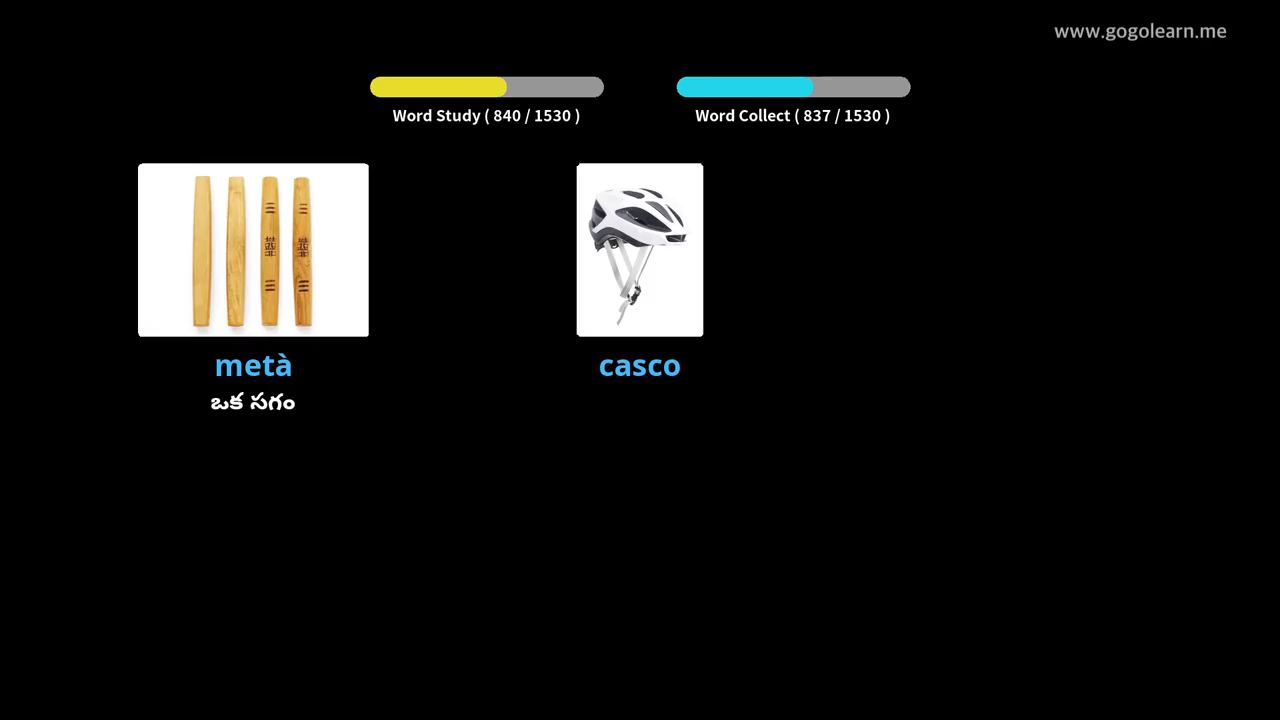 www.gogolearn.me
Word Study ( 840 / 1530 )
Word Collect ( 837 / 1530 )
metà
casco
ఒక సగం